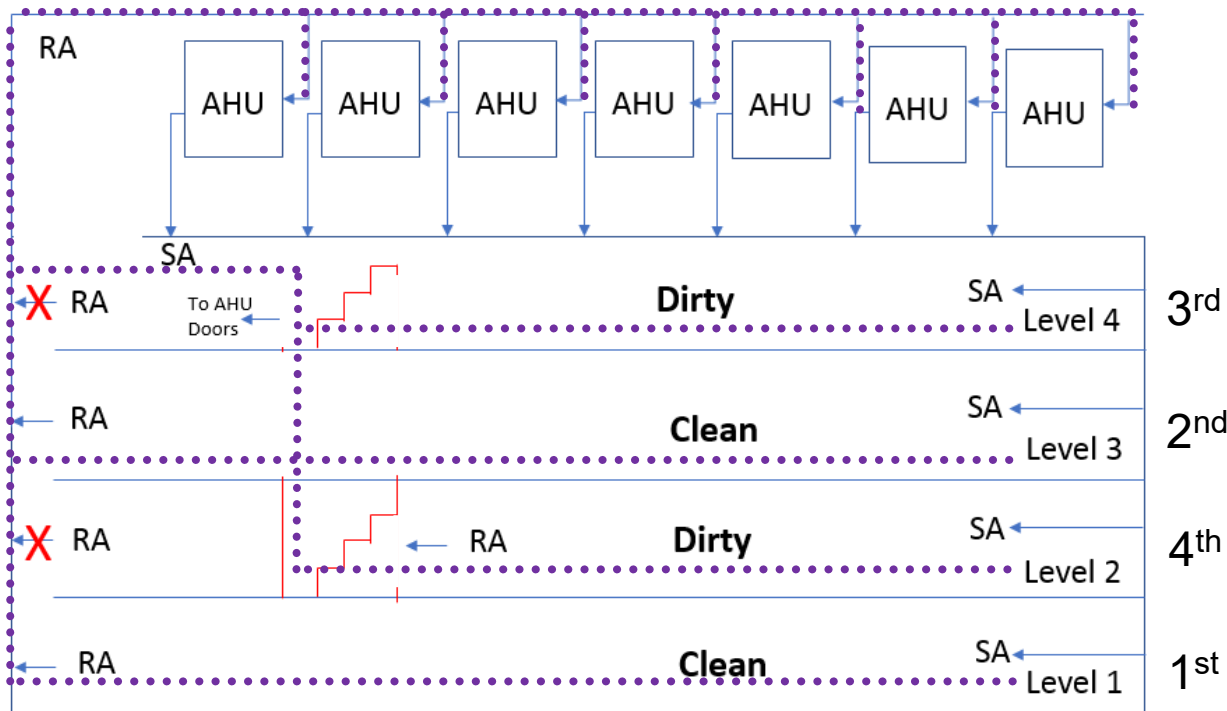 RA
AHU AHU AHU AHU AHU AHU AHU
SA
X RA
To AHU
Doors
Dirty
SA
Level 4
3rd
RA
Clean
SA
Level 3
2nd
X RA
RA
Dirty
SA
Level 2
4th
RA
Clean
SA
Level 1
1st